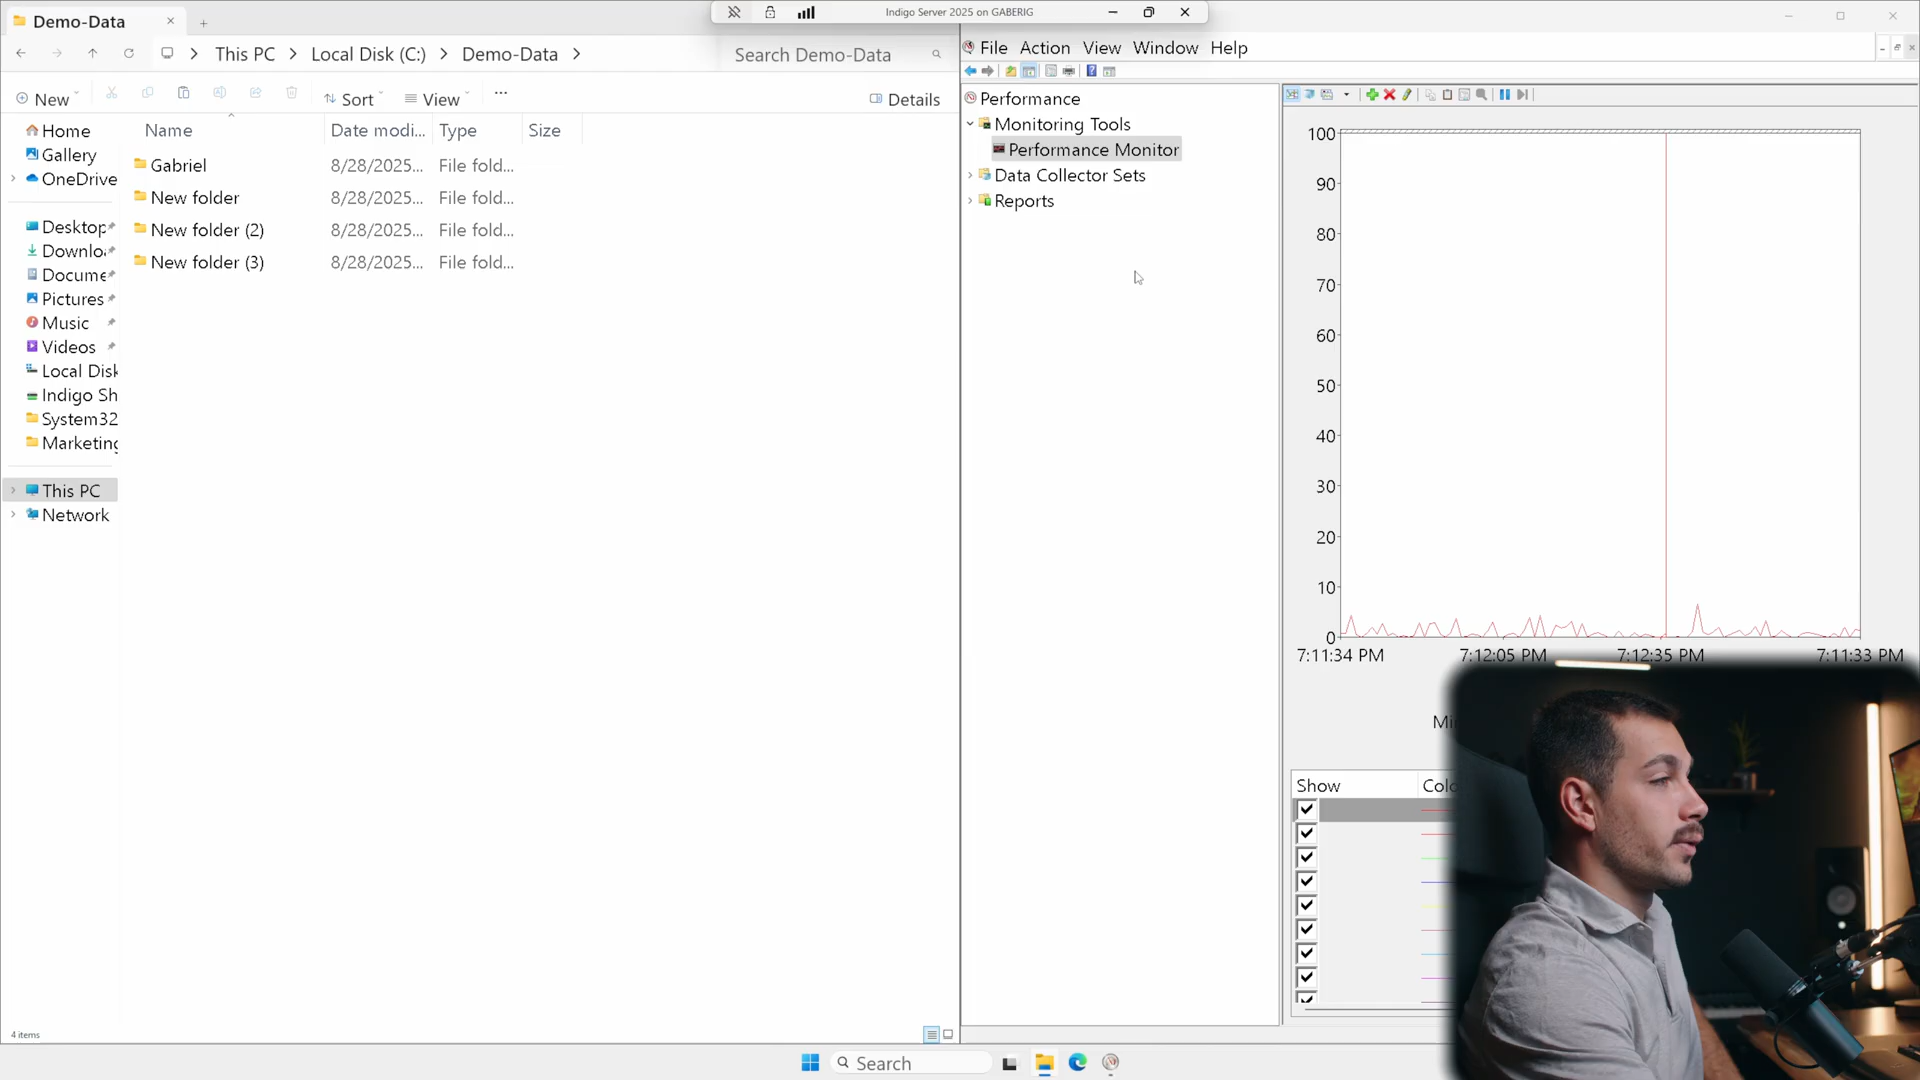 Demo-Data
Indigo Server 2025 on GABERIG
This PC
Local Disk (C:)
Demo-Data
Search Demo-Data
New
Sort
View
Details
Name
Date modi...
Type
Size
Gabriel
8/28/2025...
File fold...
New folder
8/28/2025...
File fold...
New folder (2)
8/28/2025...
File fold...
New folder (3)
8/28/2025...
File fold...
Home
Gallery
OneDrive
Desktop
Downlo
Docume
Pictures
Music
Videos
Local Disk
Indigo Sh
System32
Marketing
This PC
Network
4 items
File Action View Window Help
Performance
Monitoring Tools
Performance Monitor
Data Collector Sets
Reports
100
90
80
70
60
50
40
30
20
10
0
7:11:34 PM
7:12:05 PM
7:12:35 PM
7:11:33 PM
Mi
Show
Colo
Search